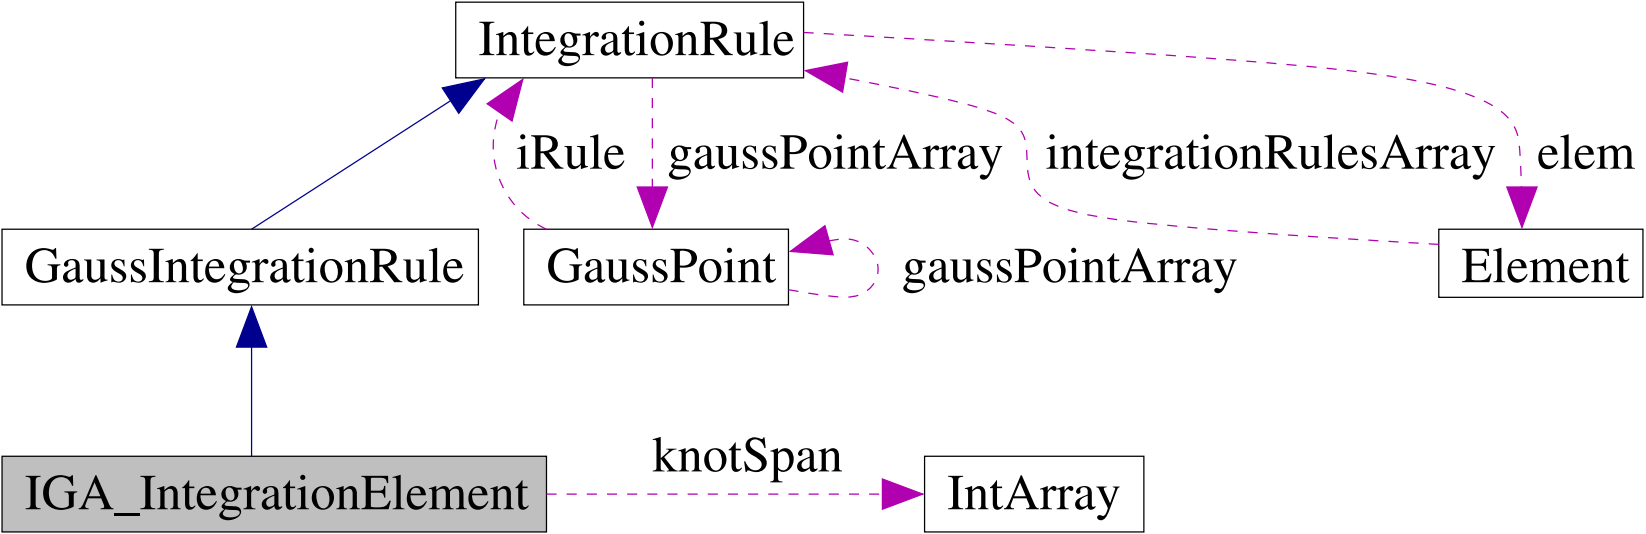 IntegrationRule
iRule
gaussPointArray
integrationRulesArray
elem
GaussIntegrationRule
GaussPoint
gaussPointArray
Element
knotSpan
IGA_IntegrationElement
IntArray